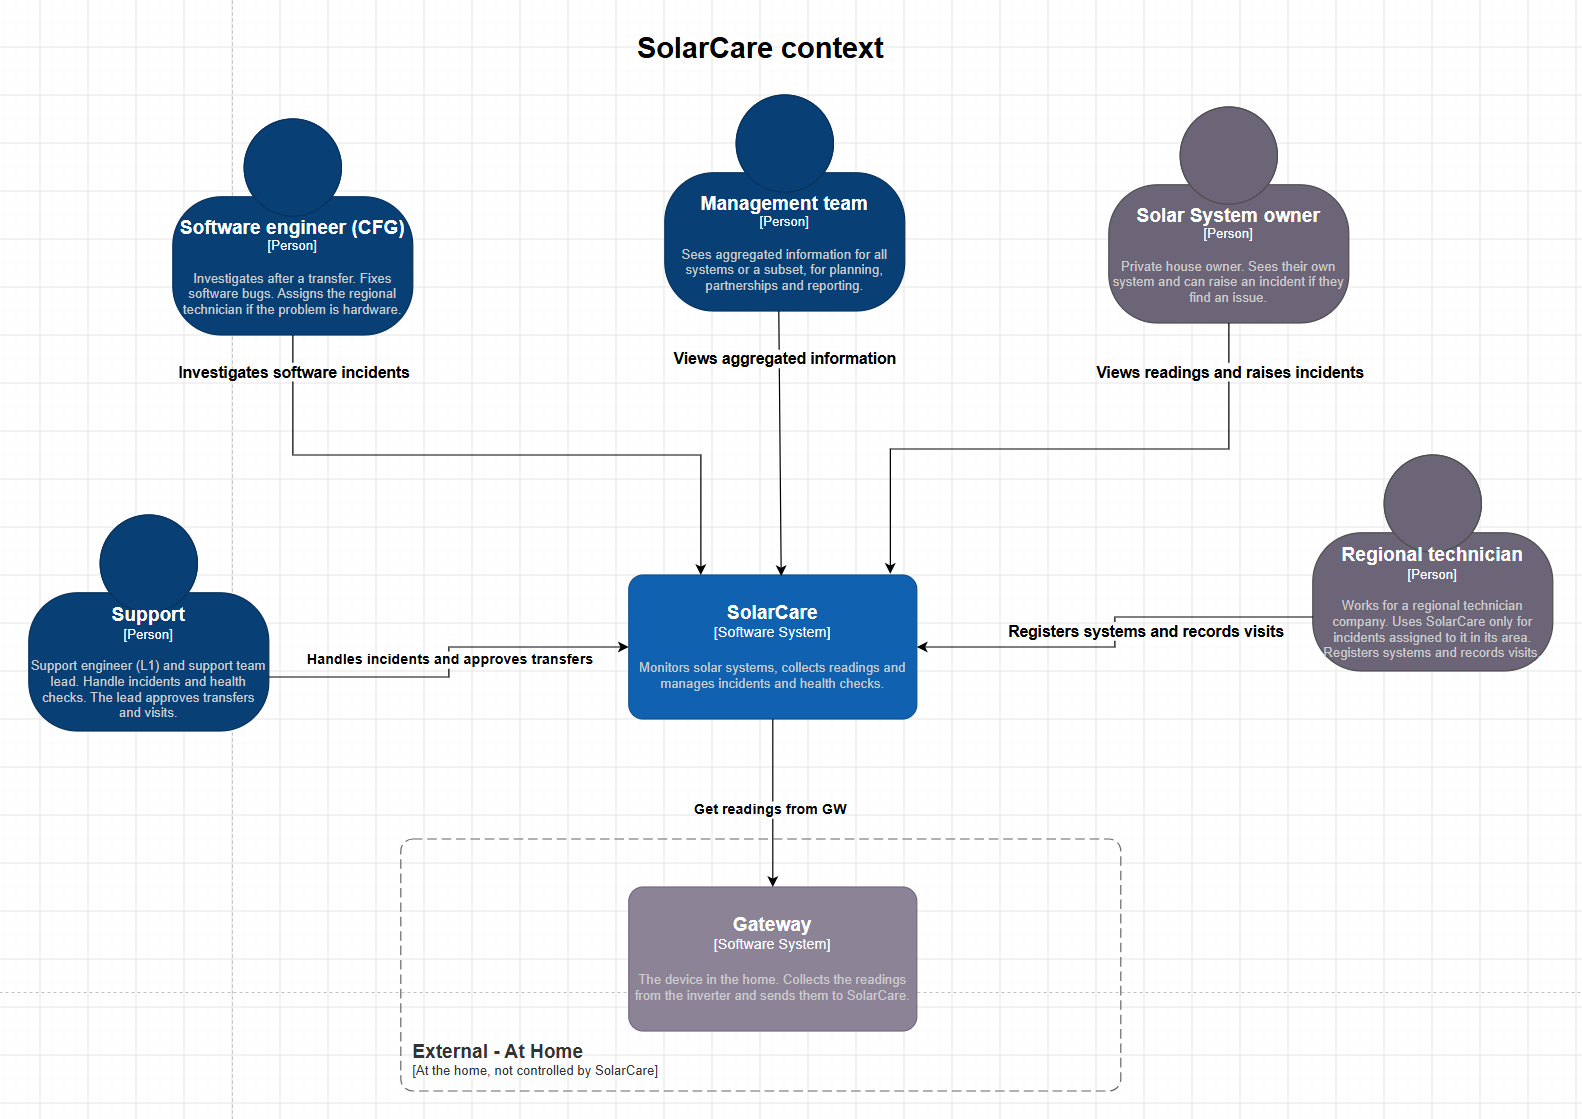 SolarCare context
Software engineer (CFG)
[Person]
Investigates after a transfer. Fixes
software bugs. Assigns the regional
technician if the problem is hardware.
Management team
[Person]
Sees aggregated information for all
systems or a subset, for planning,
partnerships and reporting.
Solar System owner
[Person]
Private house owner. Sees their own
system and can raise an incident if they
find an issue.
Investigates software incidents
Views aggregated information
Views readings and raises incidents
Support
[Person]
Support engineer (L1) and support team
lead. Handle incidents and health
checks. The lead approves transfers
and visits.
Handles incidents and approves transfers
SolarCare
[Software System]
Monitors solar systems, collects readings and
manages incidents and health checks.
Registers systems and records visits
Regional technician
[Person]
Works for a regional technician
company. Uses SolarCare only for
incidents assigned to it in its area.
Registers systems and records visits.
Get readings from GW
Gateway
[Software System]
The device in the home. Collects the readings
from the inverter and sends them to SolarCare.
External - At Home
[At the home, not controlled by SolarCare]